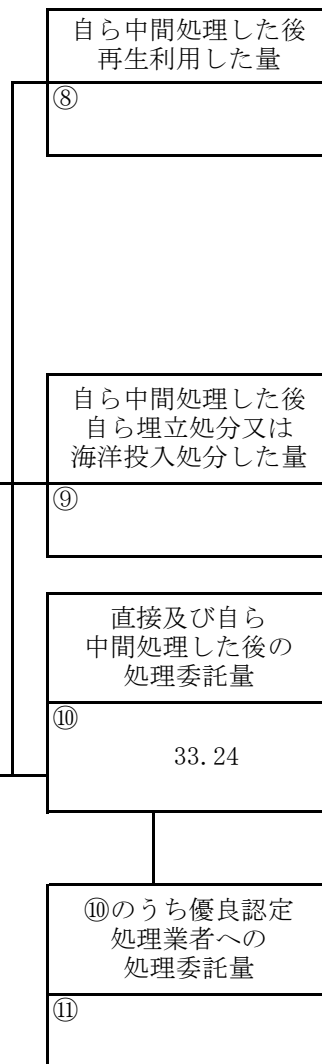 自ら中間処理した後
再生利用した量
⑧
自ら中間処理した後
自ら埋立処分又は
海洋投入処分した量
⑨
直接及び自ら
中間処理した後の
処理委託量
⑩
33.24
⑩のうち優良認定
処理業者への
処理委託量
⑪